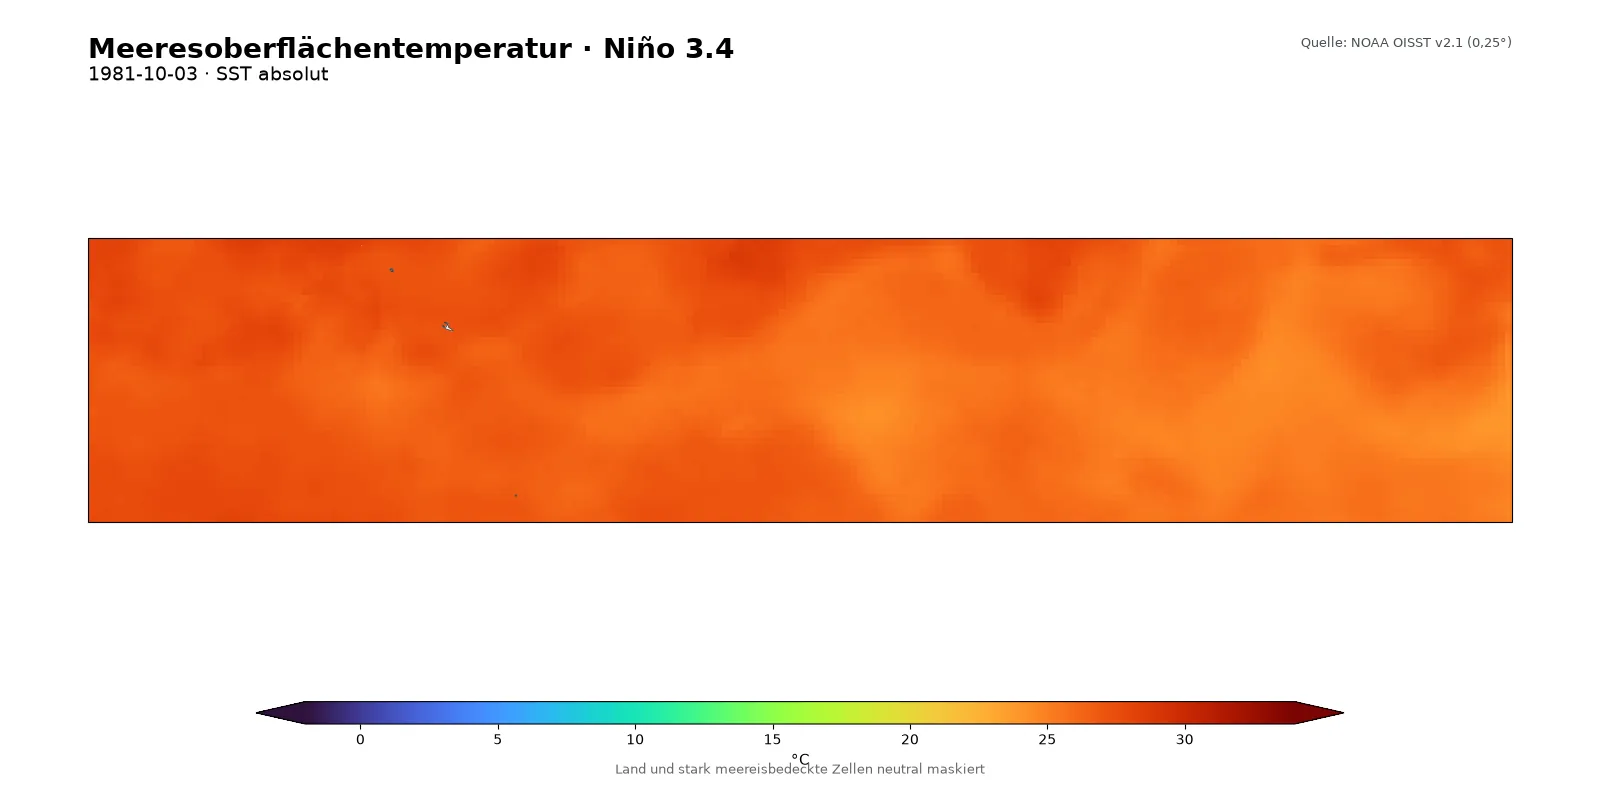 Meeresoberflächentemperatur · Niño 3.4
1981-10-03 · SST absolut
Quelle: NOAA OISST v2.1 (0,25°)
0 5 10 15 20 25 30
°C
Land und stark meereisbedeckte Zellen neutral maskiert